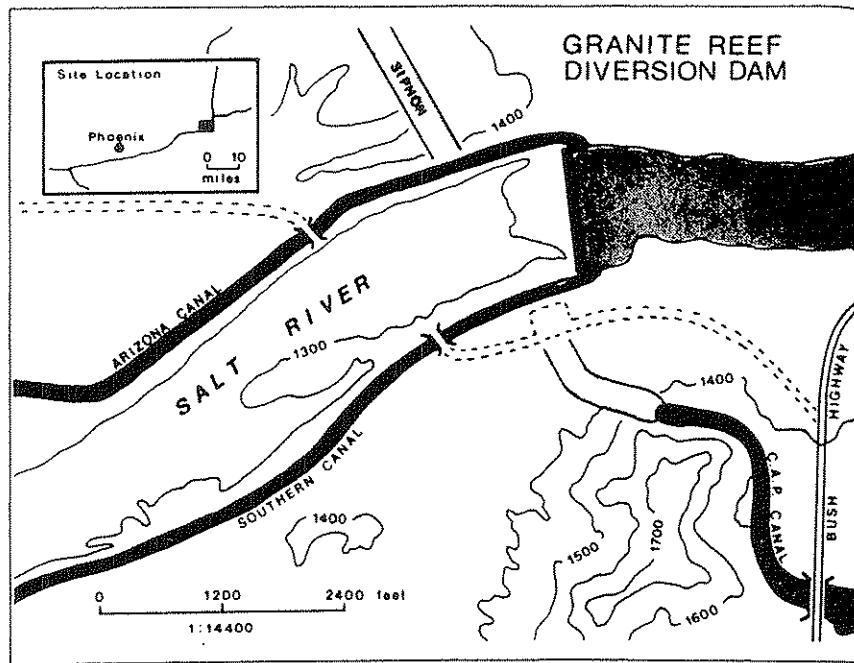 GRANITE REEF
DIVERSION DAM
Site Location
Phoenix
0 10
miles
SIPHON
1400
ARIZONA CANAL
SALT RIVER
1300
SOUTHERN CANAL
1400
1400
HIGHWAY
BUSH
C.A.P. CANAL
1500
1700
1600
0 1200 2400 feet
1:14400